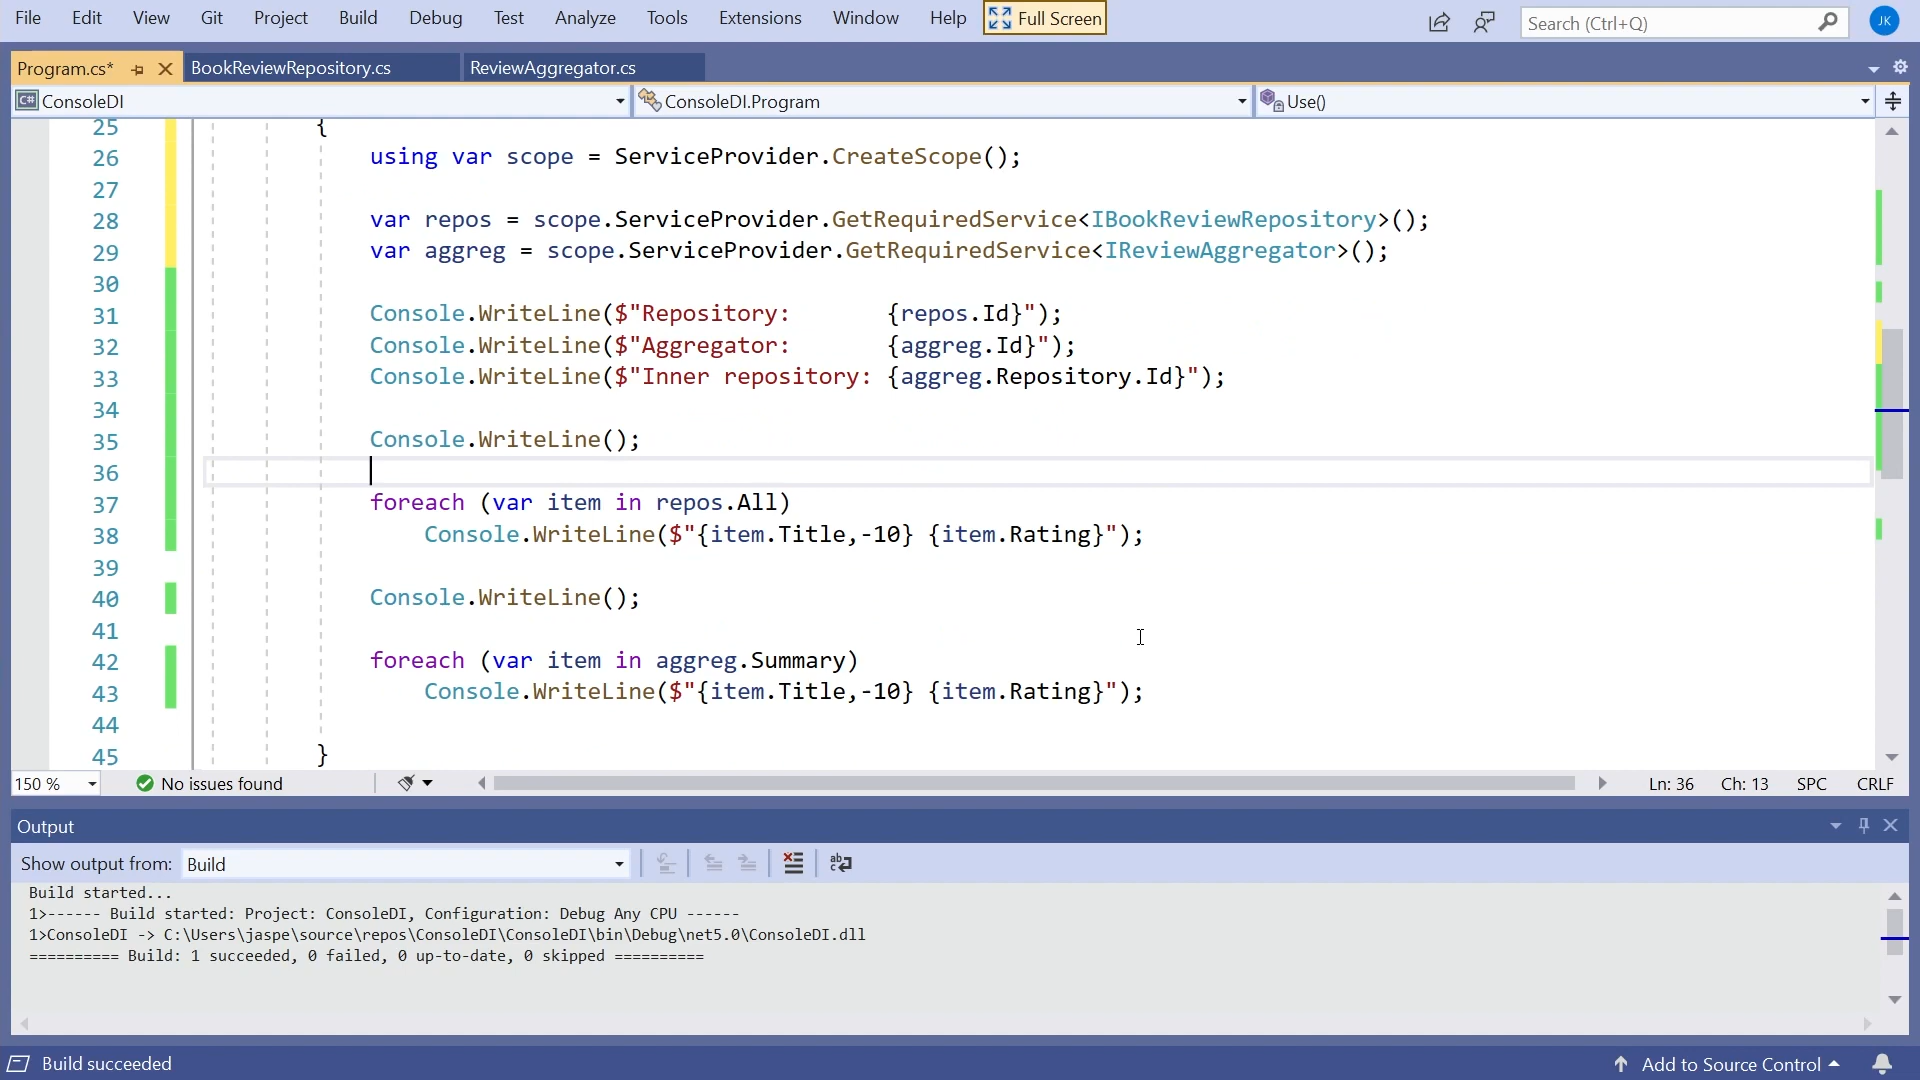 File Edit View Git Project Build Debug Test Analyze Tools Extensions Window Help Full Screen Search (Ctrl+Q) JK
Program.cs* BookReviewRepository.cs ReviewAggregator.cs
C# ConsoleDI ConsoleDI.Program Use()
25 {
26 using var scope = ServiceProvider.CreateScope();
27
28 var repos = scope.ServiceProvider.GetRequiredService<IBookReviewRepository>();
29 var aggreg = scope.ServiceProvider.GetRequiredService<IReviewAggregator>();
30
31 Console.WriteLine($"Repository:       {repos.Id}");
32 Console.WriteLine($"Aggregator:       {aggreg.Id}");
33 Console.WriteLine($"Inner repository: {aggreg.Repository.Id}");
34
35 Console.WriteLine();
36
37 foreach (var item in repos.All)
38 Console.WriteLine($"{item.Title,-10} {item.Rating}");
39
40 Console.WriteLine();
41
42 foreach (var item in aggreg.Summary)
43 Console.WriteLine($"{item.Title,-10} {item.Rating}");
44
45 }
150 % No issues found Ln: 36 Ch: 13 SPC CRLF
Output
Show output from: Build
Build started...
1>------ Build started: Project: ConsoleDI, Configuration: Debug Any CPU ------
1>ConsoleDI -> C:\Users\jaspe\source\repos\ConsoleDI\ConsoleDI\bin\Debug\net5.0\ConsoleDI.dll
========== Build: 1 succeeded, 0 failed, 0 up-to-date, 0 skipped ==========
Build succeeded Add to Source Control